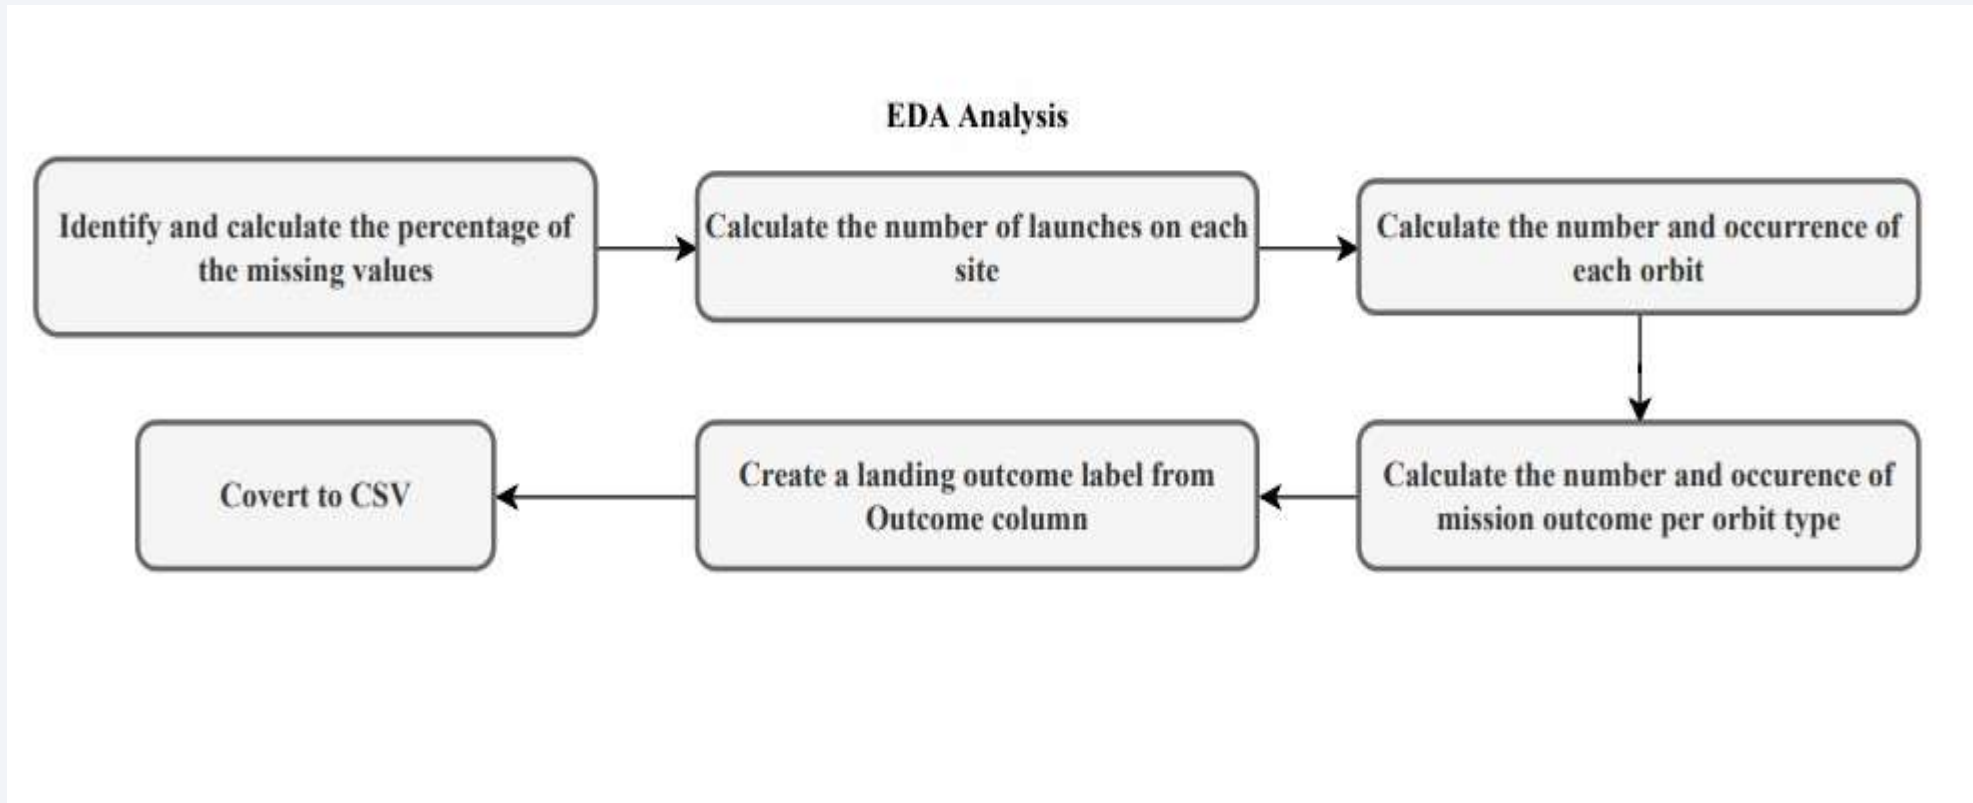 EDA Analysis
Identify and calculate the percentage of
the missing values
Calculate the number of launches on each
site
Calculate the number and occurrence of
each orbit
Calculate the number and occurence of
mission outcome per orbit type
Create a landing outcome label from
Outcome column
Covert to CSV